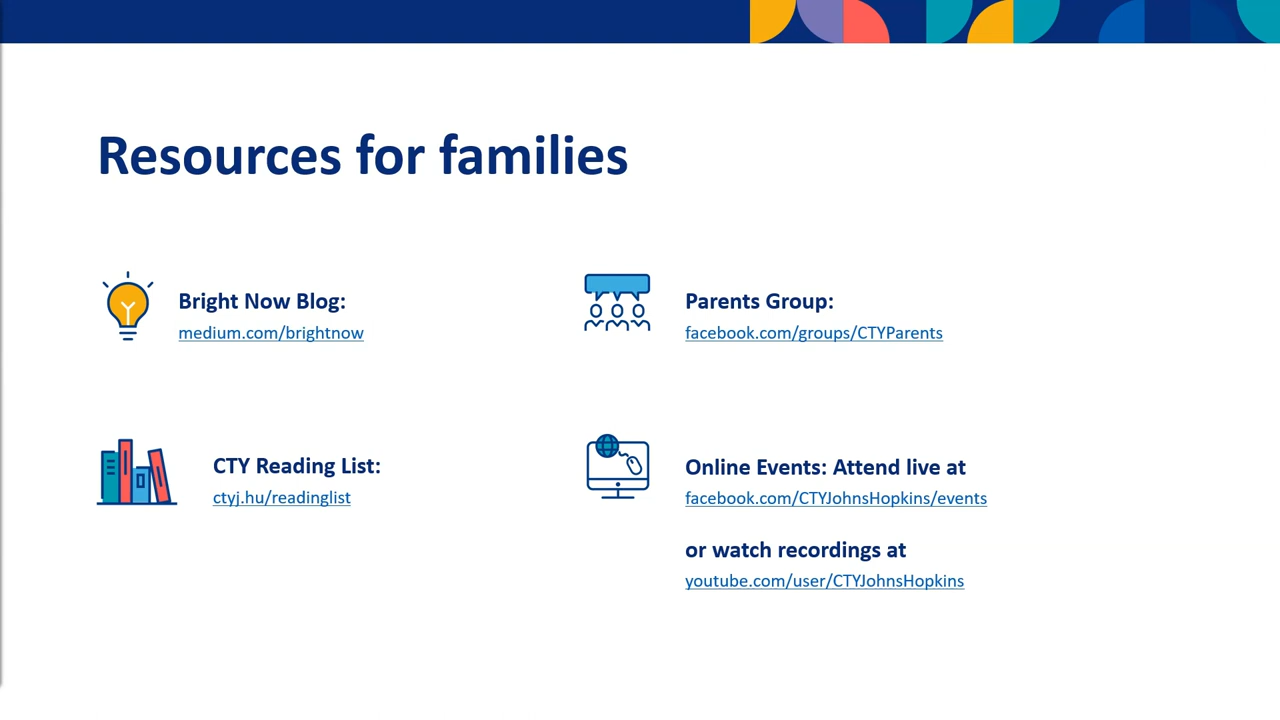 Resources for families
Bright Now Blog:
medium.com/brightnow
Parents Group:
facebook.com/groups/CTYParents
CTY Reading List:
ctyj.hu/readinglist
Online Events: Attend live at
facebook.com/CTYJohnsHopkins/events
or watch recordings at
youtube.com/user/CTYJohnsHopkins